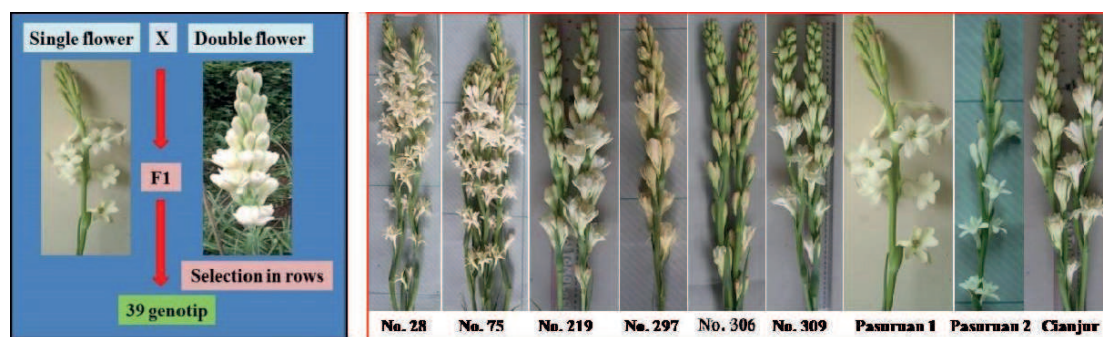 Single flower X Double flower
F1
Selection in rows
39 genotip
No. 28 No. 75 No. 219 No. 297 No. 306 No. 309 Pasuruan 1 Pasuruan 2 Cianjur